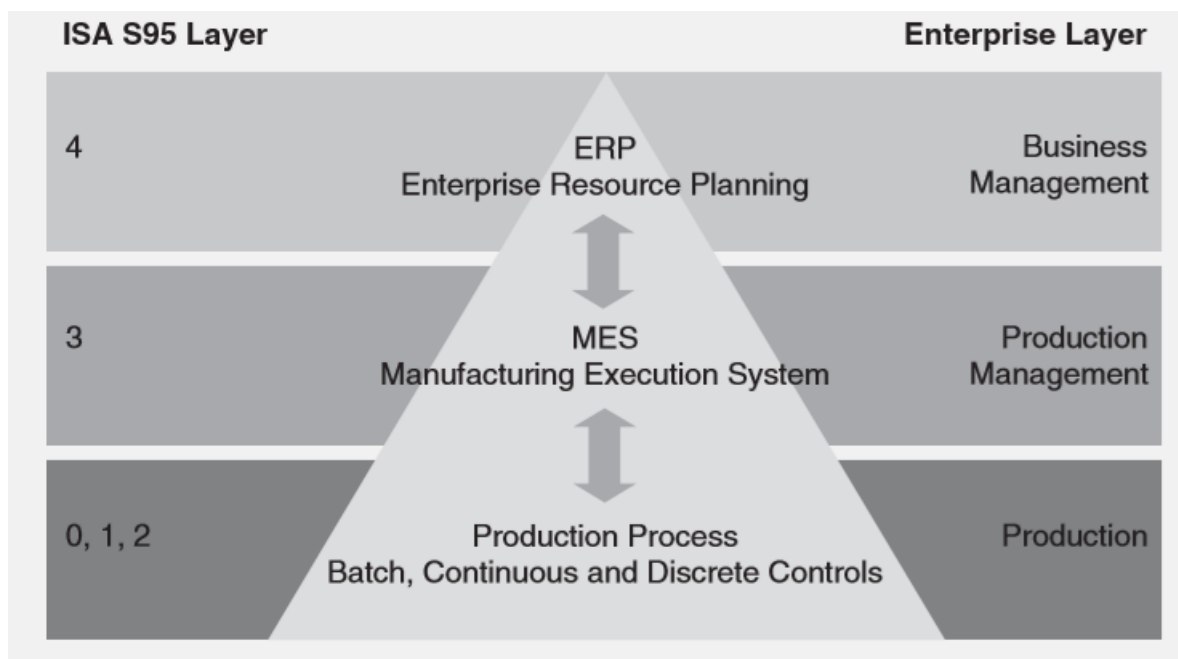 ISA S95 Layer
Enterprise Layer
4
ERP
Enterprise Resource Planning
Business
Management
3
MES
Manufacturing Execution System
Production
Management
0, 1, 2
Production Process
Batch, Continuous and Discrete Controls
Production